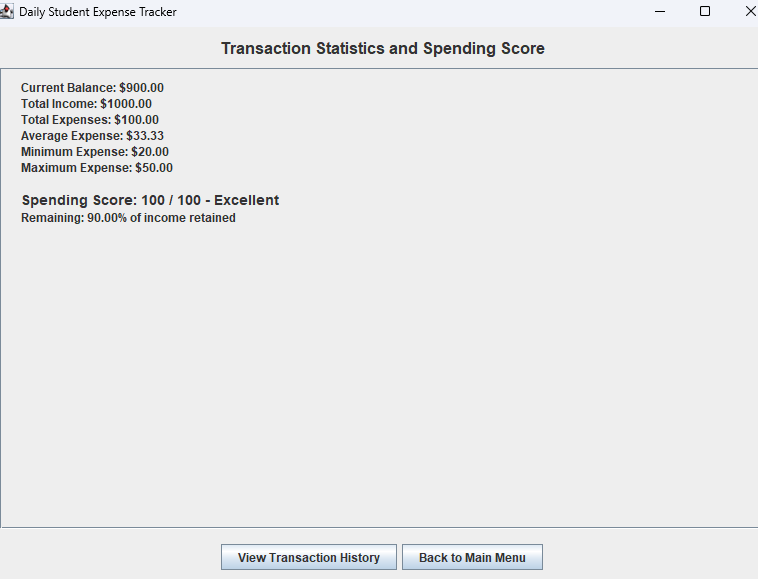 Daily Student Expense Tracker
Transaction Statistics and Spending Score
Current Balance: $900.00
Total Income: $1000.00
Total Expenses: $100.00
Average Expense: $33.33
Minimum Expense: $20.00
Maximum Expense: $50.00
Spending Score: 100 / 100 - Excellent
Remaining: 90.00% of income retained
View Transaction History
Back to Main Menu